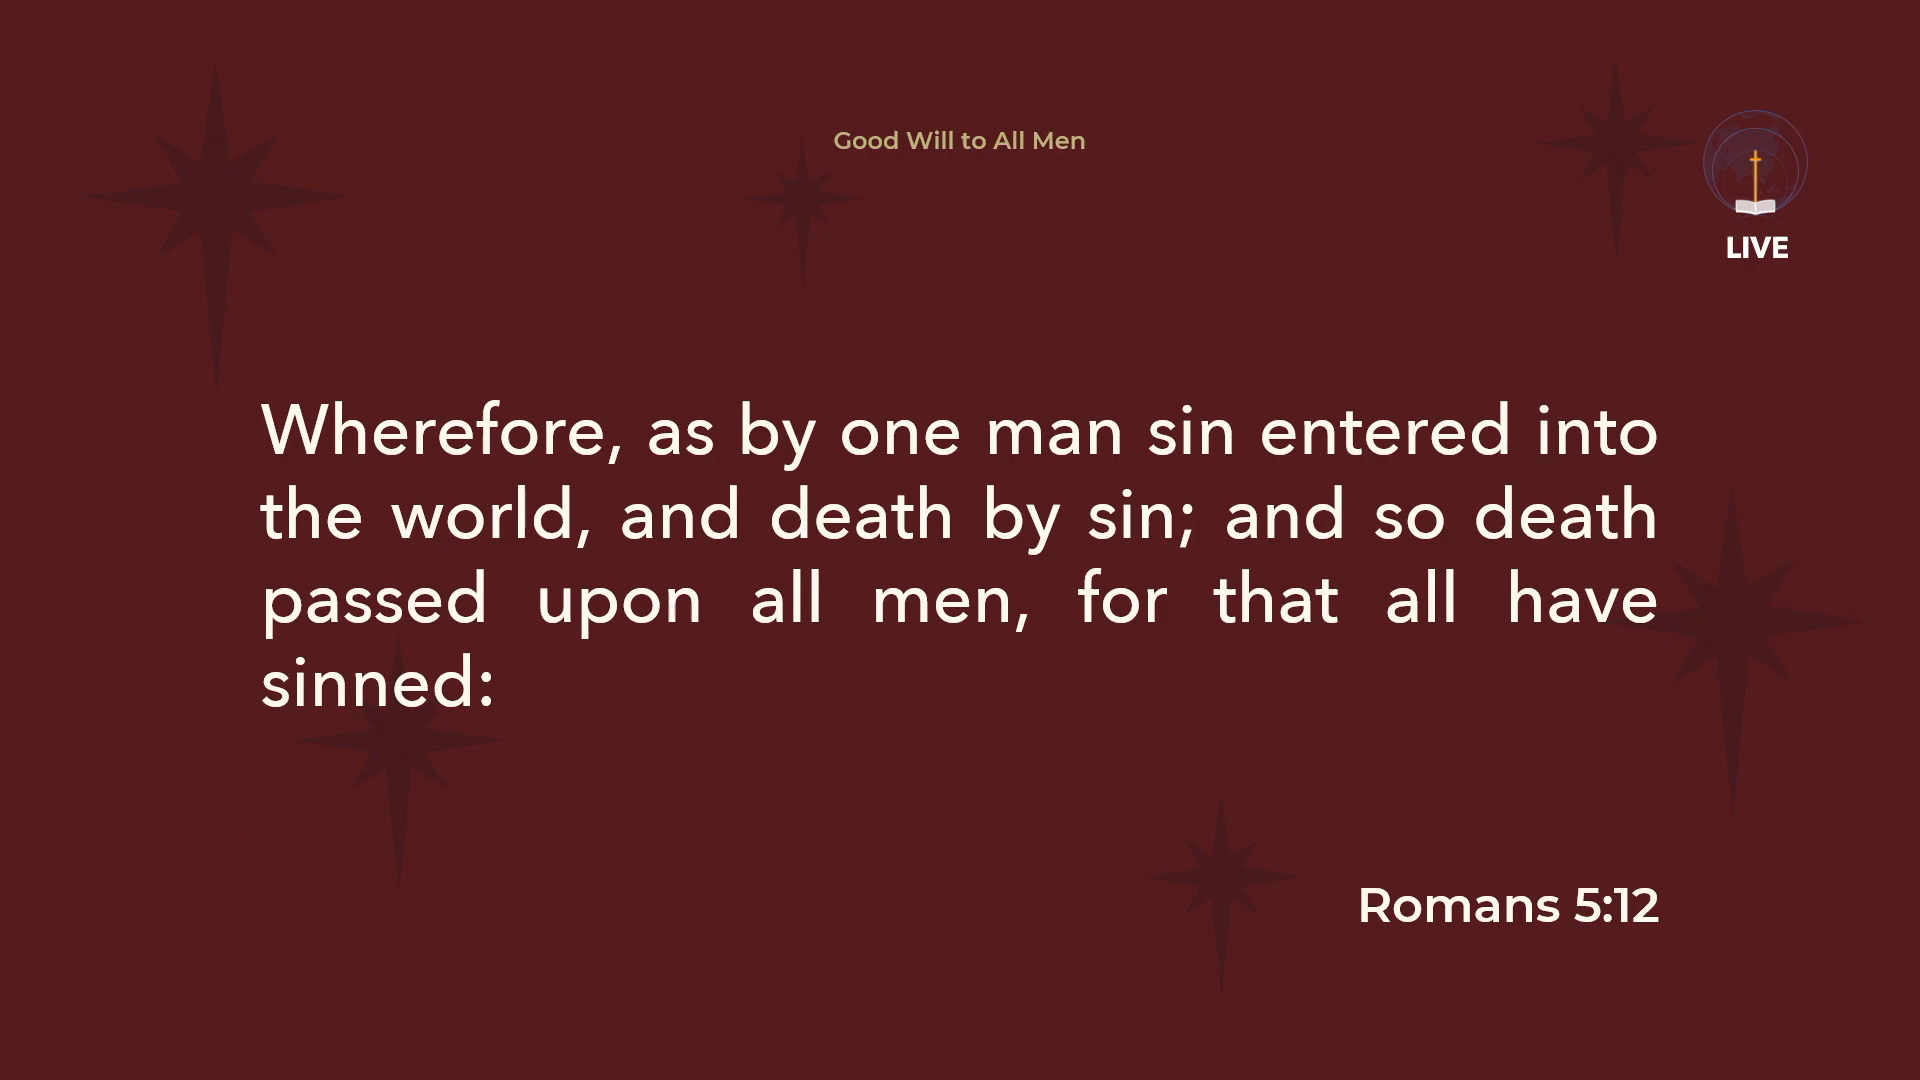 Good Will to All Men
LIVE
Wherefore, as by one man sin entered into
the world, and death by sin; and so death
passed upon all men, for that all have
sinned:
Romans 5:12